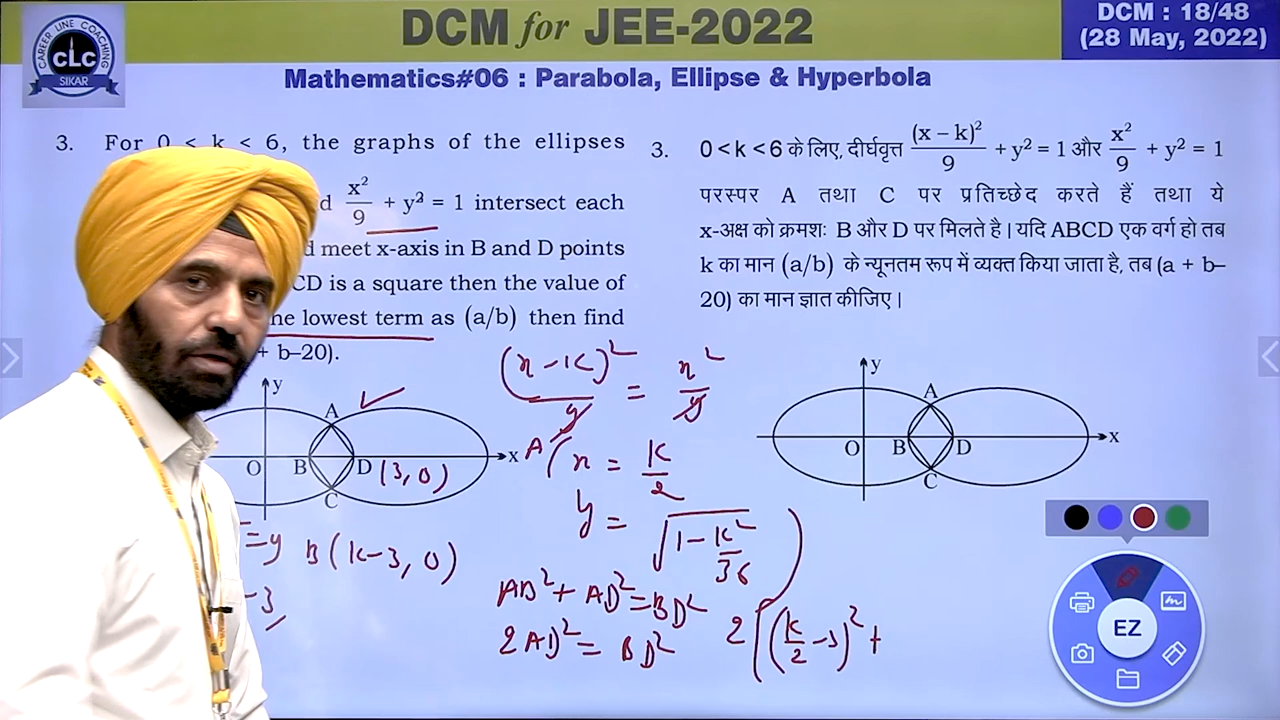 DCM for JEE-2022
DCM : 18/48
(28 May, 2022)
CAREER LINE COACHING
CLC
SIKAR
Mathematics#06 : Parabola, Ellipse & Hyperbola
3. For 0 < k < 6, the graphs of the ellipses
x²/9 + y² = 1 intersect each
meet x-axis in B and D points
CD is a square then the value of
lowest term as (a/b) then find
+ b–20).
3. 0 < k < 6 के लिए, दीर्घवृत्त (x – k)²/9 + y² = 1 और x²/9 + y² = 1
परस्पर A तथा C पर प्रतिच्छेद करते हैं तथा ये
x-अक्ष को क्रमशः B और D पर मिलते है। यदि ABCD एक वर्ग हो तब
k का मान (a/b) के न्यूनतम रूप में व्यक्त किया जाता है, तब (a + b–
20) का मान ज्ञात कीजिए।
y
A
O B D x
C
(3, 0)
y
A
O B D x
C
(x – k)²/9 = x²/9
A ( x = k/2
y = √(1 – k²/36) )
=y B (k–3, 0)
–3,
AB² + AD² = BD²
2AD² = BD²
2[(k/2 –3)² +
EZ